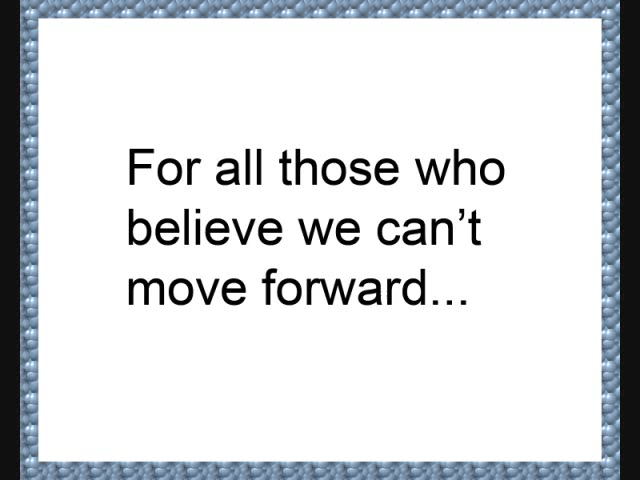 For all those who
believe we can’t
move forward...